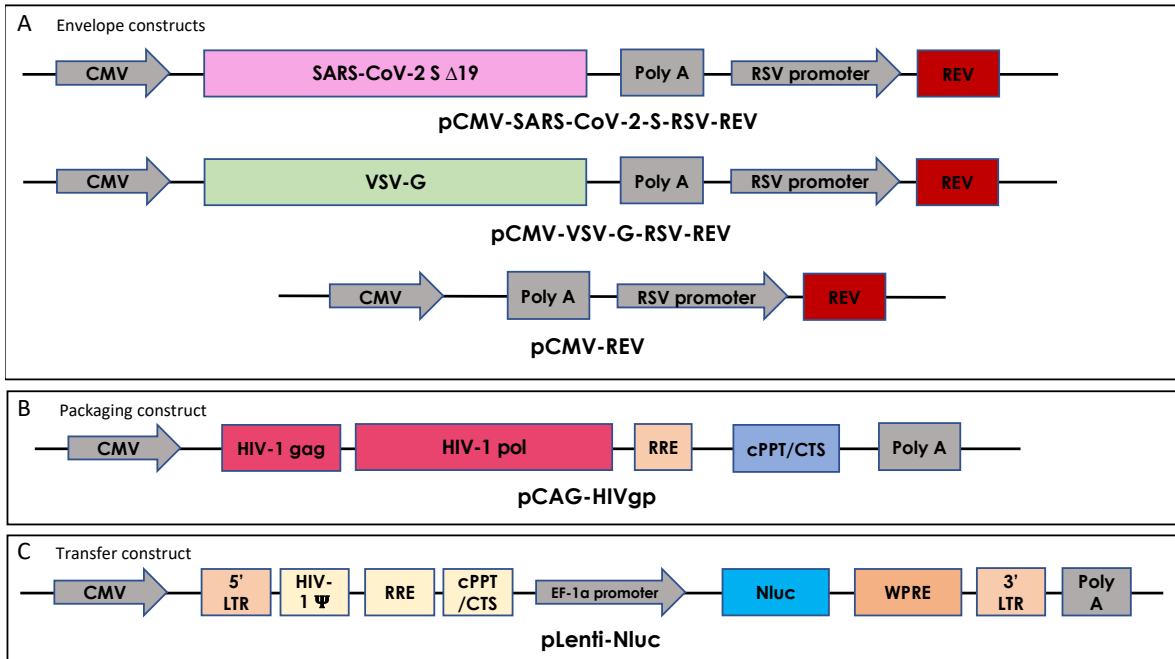 A Envelope constructs
CMV SARS-CoV-2 S Δ19 Poly A RSV promoter REV
pCMV-SARS-CoV-2-S-RSV-REV
CMV VSV-G Poly A RSV promoter REV
pCMV-VSV-G-RSV-REV
CMV Poly A RSV promoter REV
pCMV-REV
B Packaging construct
CMV HIV-1 gag HIV-1 pol RRE cPPT/CTS Poly A
pCAG-HIVgp
C Transfer construct
CMV 5' LTR HIV-1 Ψ RRE cPPT/CTS EF-1a promoter Nluc WPRE 3' LTR Poly A
pLenti-Nluc